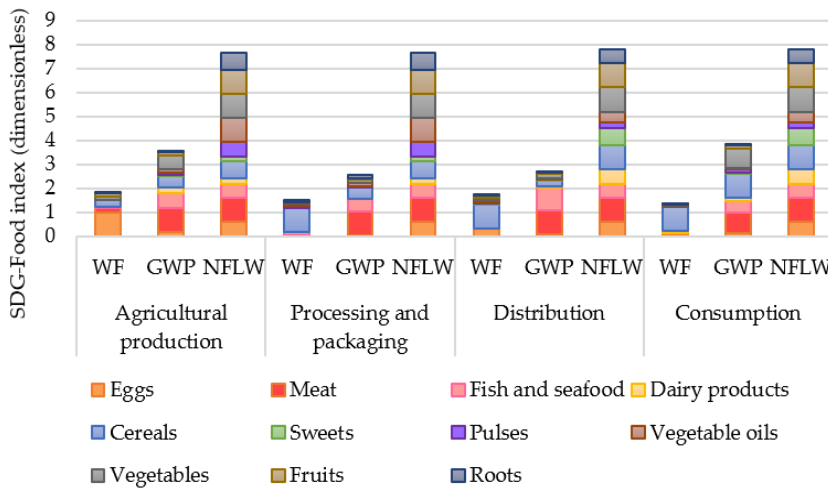 SDG-Food index (dimensionless)
9
8
7
6
5
4
3
2
1
0
WF GWP NFLW WF GWP NFLW WF GWP NFLW WF GWP NFLW
Agricultural production
Processing and packaging
Distribution
Consumption
Eggs Meat Fish and seafood Dairy products
Cereals Sweets Pulses Vegetable oils
Vegetables Fruits Roots